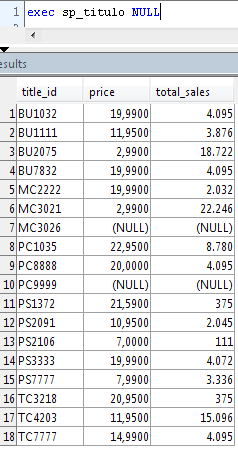 1 exec sp_titulo NULL
2
esults
title_id price total_sales
1 BU1032 19,9900 4.095
2 BU1111 11,9500 3.876
3 BU2075 2,9900 18.722
4 BU7832 19,9900 4.095
5 MC2222 19,9900 2.032
6 MC3021 2,9900 22.246
7 MC3026 (NULL) (NULL)
8 PC1035 22,9500 8.780
9 PC8888 20,0000 4.095
10 PC9999 (NULL) (NULL)
11 PS1372 21,5900 375
12 PS2091 10,9500 2.045
13 PS2106 7,0000 111
14 PS3333 19,9900 4.072
15 PS7777 7,9900 3.336
16 TC3218 20,9500 375
17 TC4203 11,9500 15.096
18 TC7777 14,9900 4.095